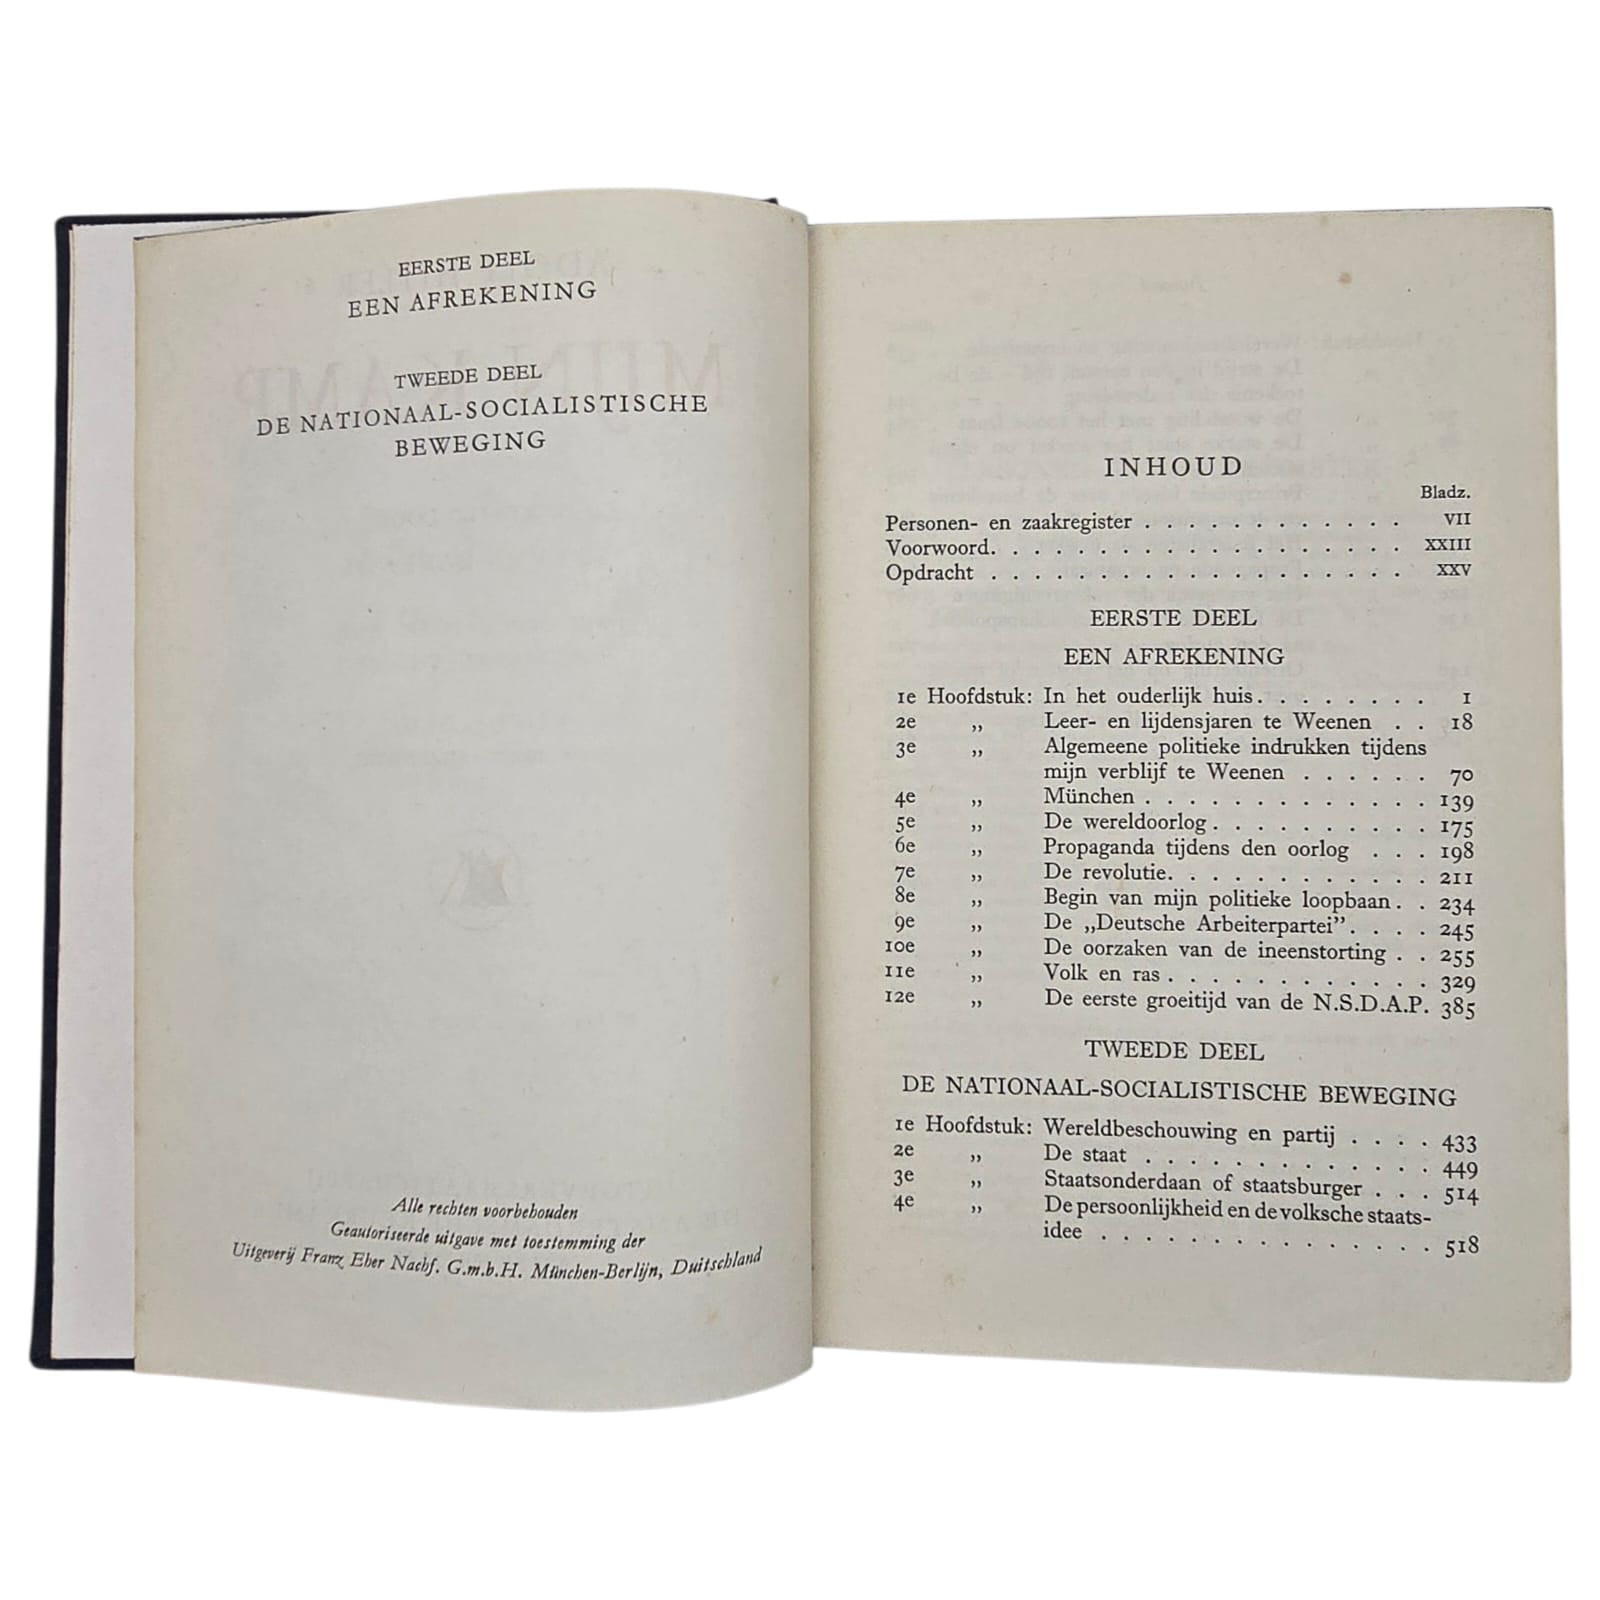 EERSTE DEEL
EEN AFREKENING
TWEEDE DEEL
DE NATIONAAL-SOCIALISTISCHE
BEWEGING
Alle rechten voorbehouden
Geautoriseerde uitgave met toestemming der
Uitgeverij Franz Eher Nachf. G.m.b.H. München-Berlijn, Duitschland
INHOUD
Bladz.
Personen- en zaakregister . . . . . . . . . . . . VII
Voorwoord. . . . . . . . . . . . . . . . . . . XXIII
Opdracht . . . . . . . . . . . . . . . . . . . XXV
EERSTE DEEL
EEN AFREKENING
1e Hoofdstuk: In het ouderlijk huis. . . . . . . . 1
2e „ Leer- en lijdensjaren te Weenen . . 18
3e „ Algemeene politieke indrukken tijdens
mijn verblijf te Weenen . . . . . . 70
4e „ München . . . . . . . . . . . . . 139
5e „ De wereldoorlog. . . . . . . . . . 175
6e „ Propaganda tijdens den oorlog . . . 198
7e „ De revolutie. . . . . . . . . . . . 211
8e „ Begin van mijn politieke loopbaan. . 234
9e „ De „Deutsche Arbeiterpartei”. . . . 245
10e „ De oorzaken van de ineenstorting . . 255
11e „ Volk en ras . . . . . . . . . . . . 329
12e „ De eerste groeitijd van de N.S.D.A.P. 385
TWEEDE DEEL
DE NATIONAAL-SOCIALISTISCHE BEWEGING
1e Hoofdstuk: Wereldbeschouwing en partij . . . . 433
2e „ De staat . . . . . . . . . . . . . 449
3e „ Staatsonderdaan of staatsburger . . . 514
4e „ De persoonlijkheid en de volksche staats-
idee . . . . . . . . . . . . . . . 518